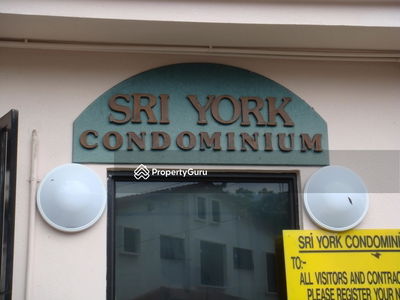 SRI YORK
CONDOMINIUM
PropertyGuru
SRI YORK CONDOMINI
TO:-
ALL VISITORS AND CONTRAC
PLEASE REGISTER YOUR N